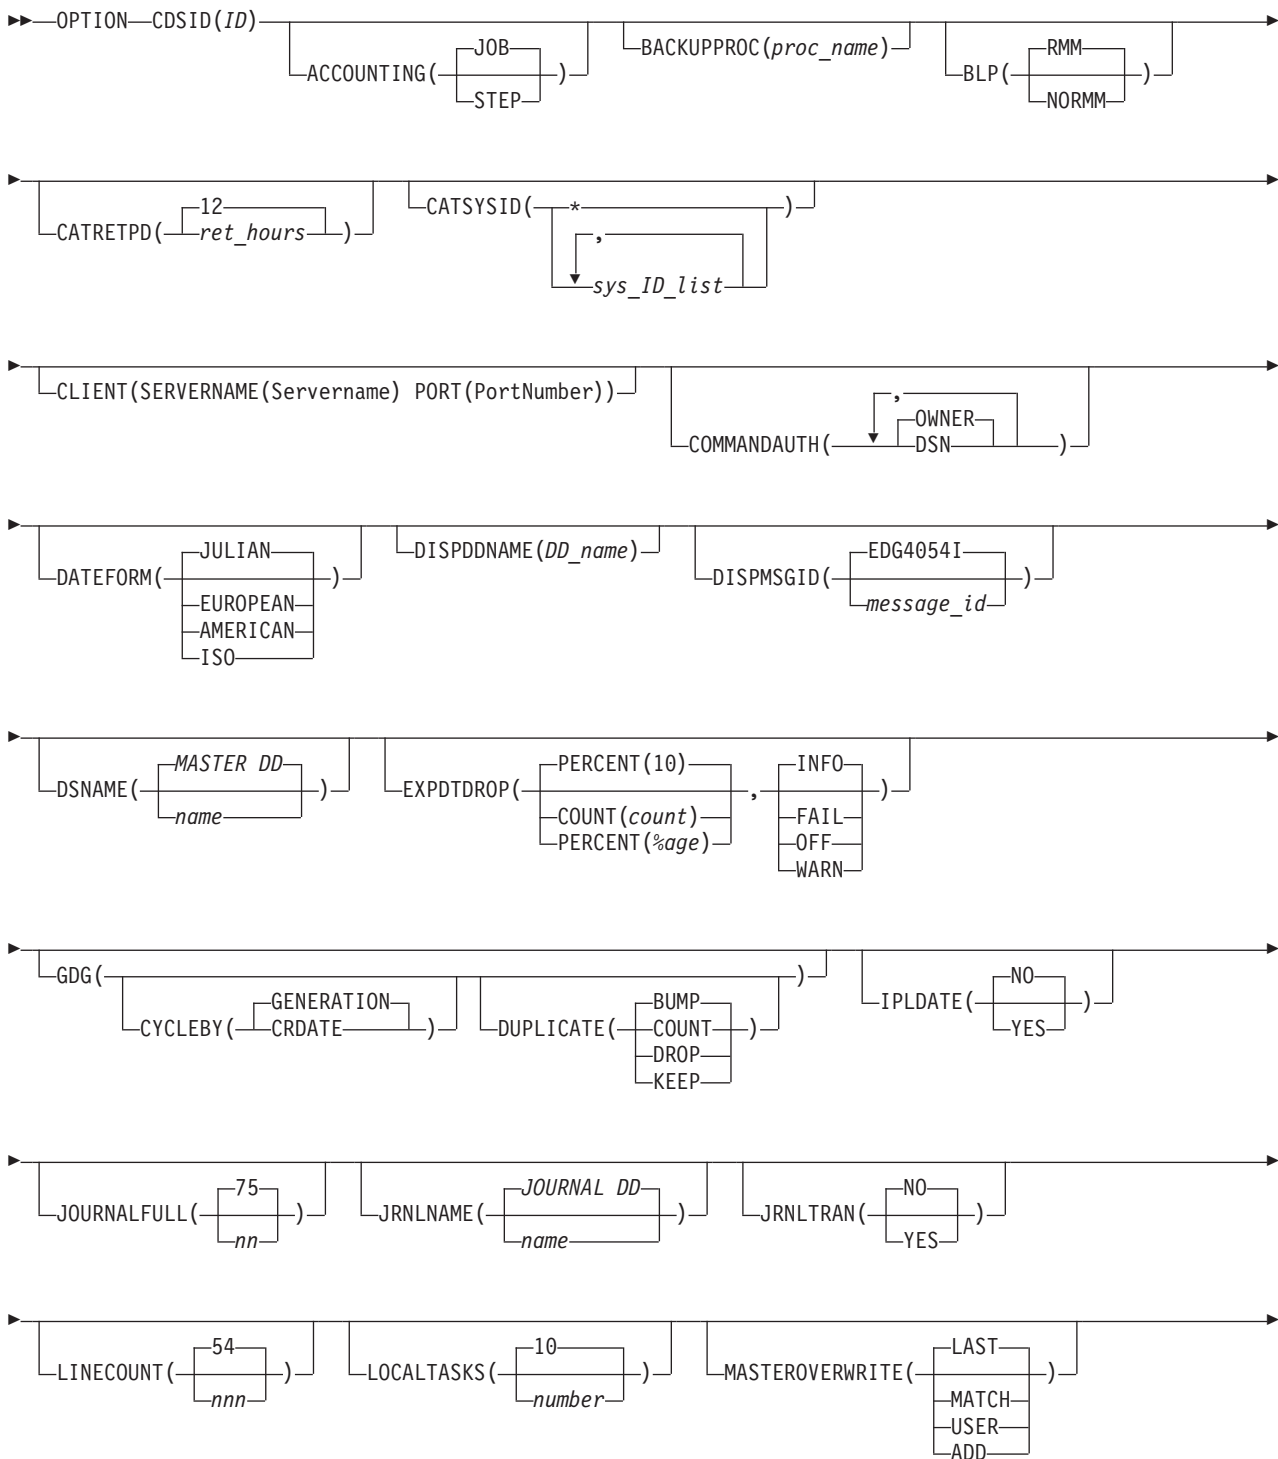 OPTION CDSID(ID)
ACCOUNTING( JOB )
STEP
BACKUPPROC(proc_name)
BLP( RMM )
NORMM
CATRETPD( 12 )
ret_hours
CATSYSID( * )
,
sys_ID_list
CLIENT(SERVERNAME(Servername) PORT(PortNumber))
COMMANDAUTH( , )
OWNER
DSN
DATEFORM( JULIAN )
EUROPEAN
AMERICAN
ISO
DISPDDNAME(DD_name)
DISPMSGID( EDG4054I )
message_id
DSNAME( MASTER DD )
name
EXPDTDROP( PERCENT(10) , INFO )
COUNT(count) FAIL
PERCENT(%age) OFF
WARN
GDG( )
CYCLEBY( GENERATION )
CRDATE
DUPLICATE( BUMP )
COUNT
DROP
KEEP
IPLDATE( NO )
YES
JOURNALFULL( 75 )
nn
JRNLNAME( JOURNAL DD )
name
JRNLTRAN( NO )
YES
LINECOUNT( 54 )
nnn
LOCALTASKS( 10 )
number
MASTEROVERWRITE( LAST )
MATCH
USER
ADD